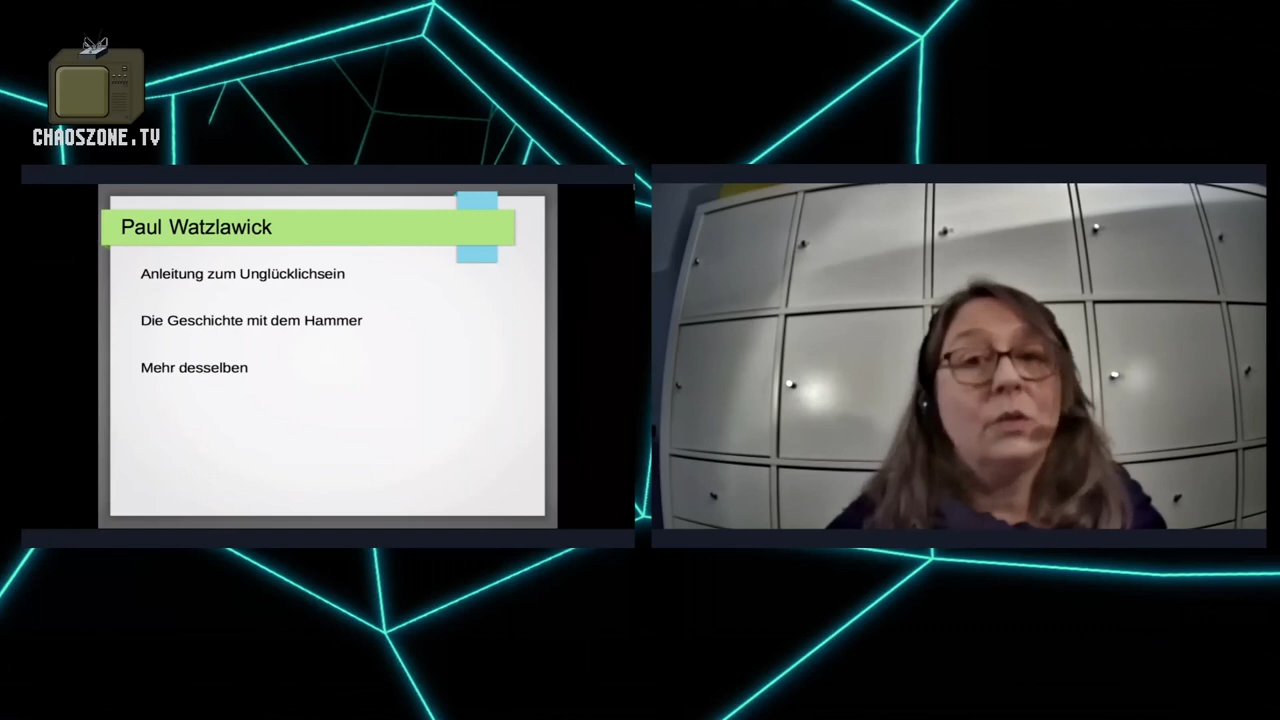 CHAOSZONE.TV
Paul Watzlawick
Anleitung zum Unglücklichsein
Die Geschichte mit dem Hammer
Mehr desselben